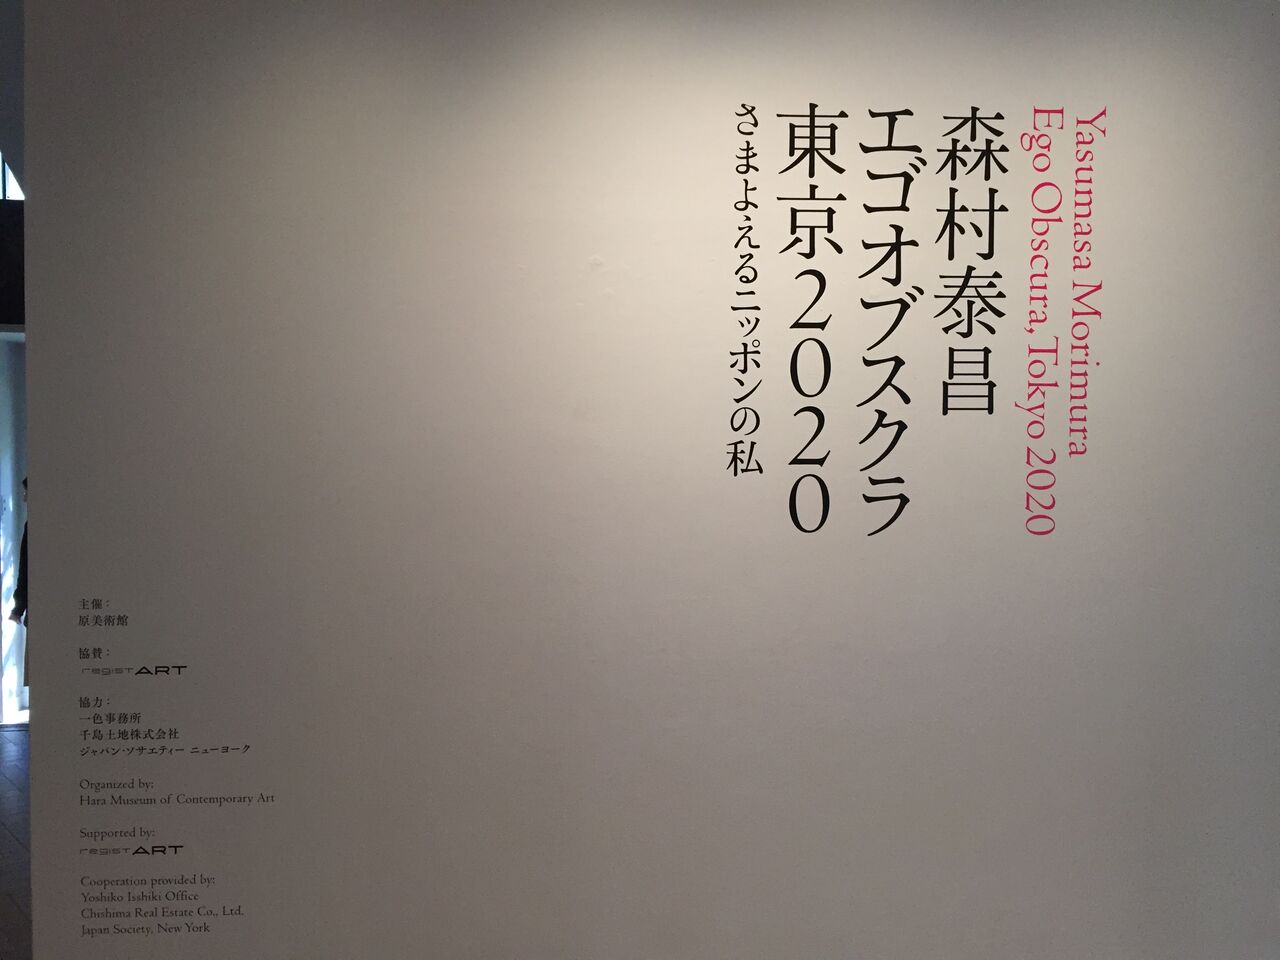 Yasumasa Morimura
Ego Obscura, Tokyo 2020
森村泰昌
エゴオブスクラ
東京2020
さまよえるニッポンの私
主催：
原美術館
協賛：
registART
協力：
一色事務所
千島土地株式会社
ジャパン・ソサエティー ニューヨーク
Organized by:
Hara Museum of Contemporary Art
Supported by:
registART
Cooperation provided by:
Yoshiko Isshiki Office
Chishima Real Estate Co., Ltd.
Japan Society, New York